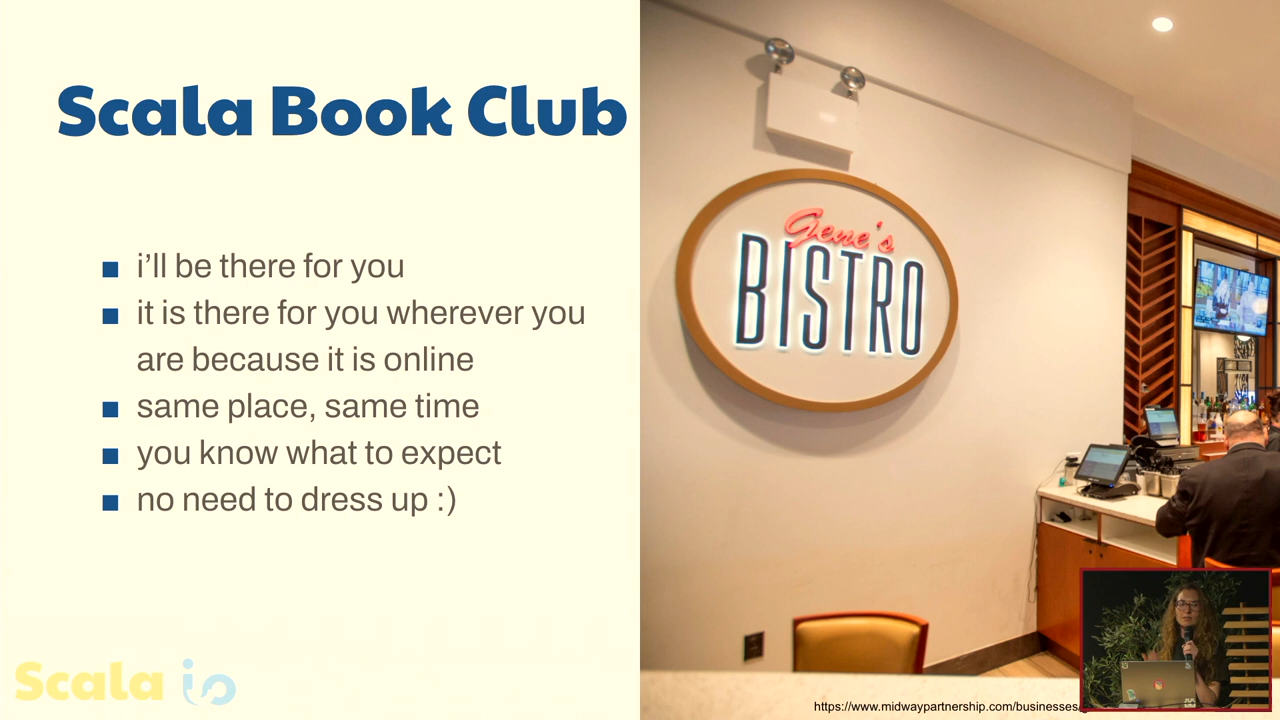 Scala Book Club
i’ll be there for you
it is there for you wherever you
are because it is online
same place, same time
you know what to expect
no need to dress up :)
Gene's
BISTRO
Scala io
https://www.midwaypartnership.com/businesses/